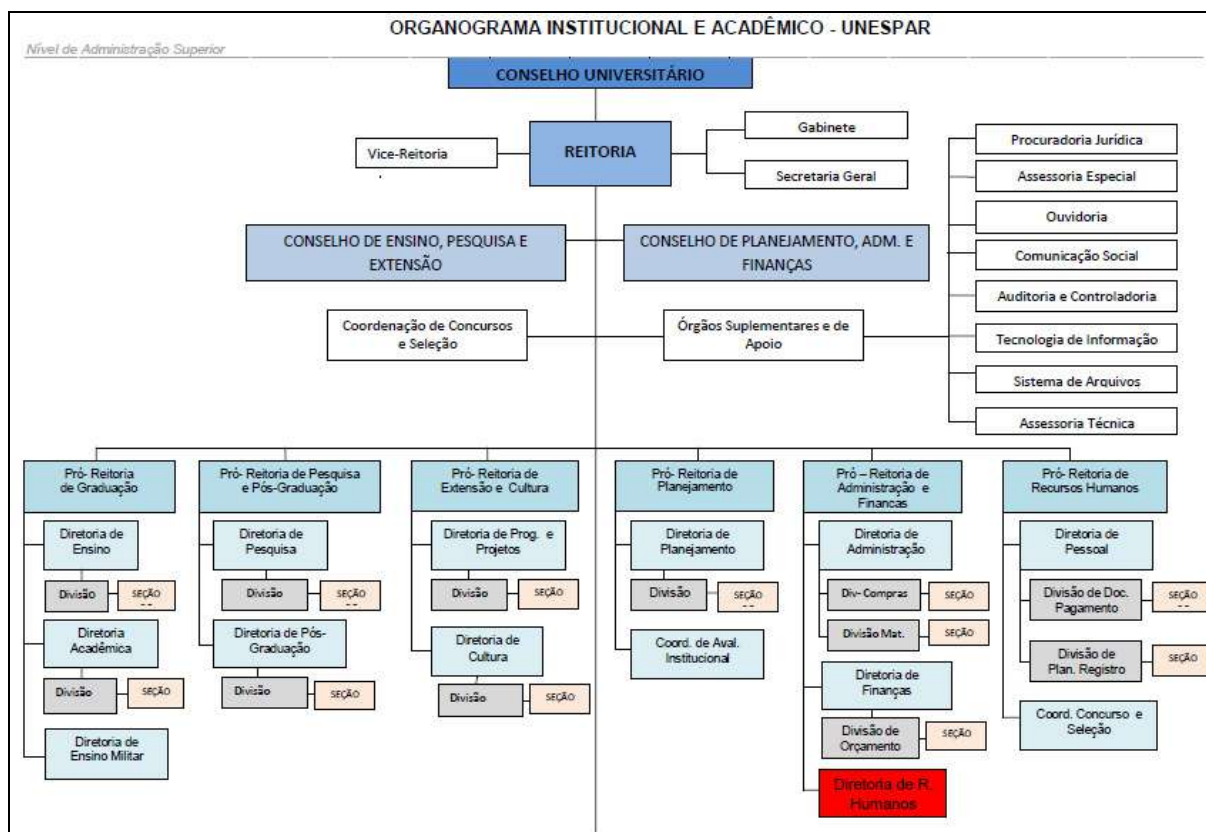 ORGANOGRAMA INSTITUCIONAL E ACADÊMICO - UNESPAR
Nível de Administração Superior
CONSELHO UNIVERSITÁRIO
Vice-Reitoria
REITORIA
Gabinete
Secretaria Geral
Procuradoria Jurídica
Assessoria Especial
Ouvidoria
Comunicação Social
Auditoria e Controladoria
Tecnologia de Informação
Sistema de Arquivos
Assessoria Técnica
CONSELHO DE ENSINO, PESQUISA E
EXTENSÃO
CONSELHO DE PLANEJAMENTO, ADM. E
FINANÇAS
Coordenação de Concursos
e Seleção
Órgãos Suplementares e de
Apoio
Pró- Reitoria
de Graduação
Diretoria de
Ensino
Divisão
SEÇÃO
Diretoria
Acadêmica
Divisão
SEÇÃO
Diretoria de
Ensino Militar
Pró- Reitoria de Pesquisa
e Pós-Graduação
Diretoria de
Pesquisa
Divisão
SEÇÃO
Diretoria de Pós-
Graduação
Divisão
SEÇÃO
Pró- Reitoria de
Extensão e Cultura
Diretoria de Prog. e
Projetos
Divisão
SEÇÃO
Diretoria de
Cultura
Divisão
SEÇÃO
Pró- Reitoria de
Planejamento
Diretoria de
Planejamento
Divisão
SEÇÃO
Coord. de Aval.
Institucional
Pró – Reitoria de
Administração e
Financas
Diretoria de
Administração
Div- Compras
SEÇÃO
Divisão Mat.
SEÇÃO
Diretoria de
Finanças
Divisão de
Orçamento
SEÇÃO
Diretoria de R.
Humanos
Pró- Reitoria de
Recursos Humanos
Diretoria de
Pessoal
Divisão de Doc.
Pagamento
SEÇÃO
Divisão de
Plan. Registro
SEÇÃO
Coord. Concurso e
Seleção